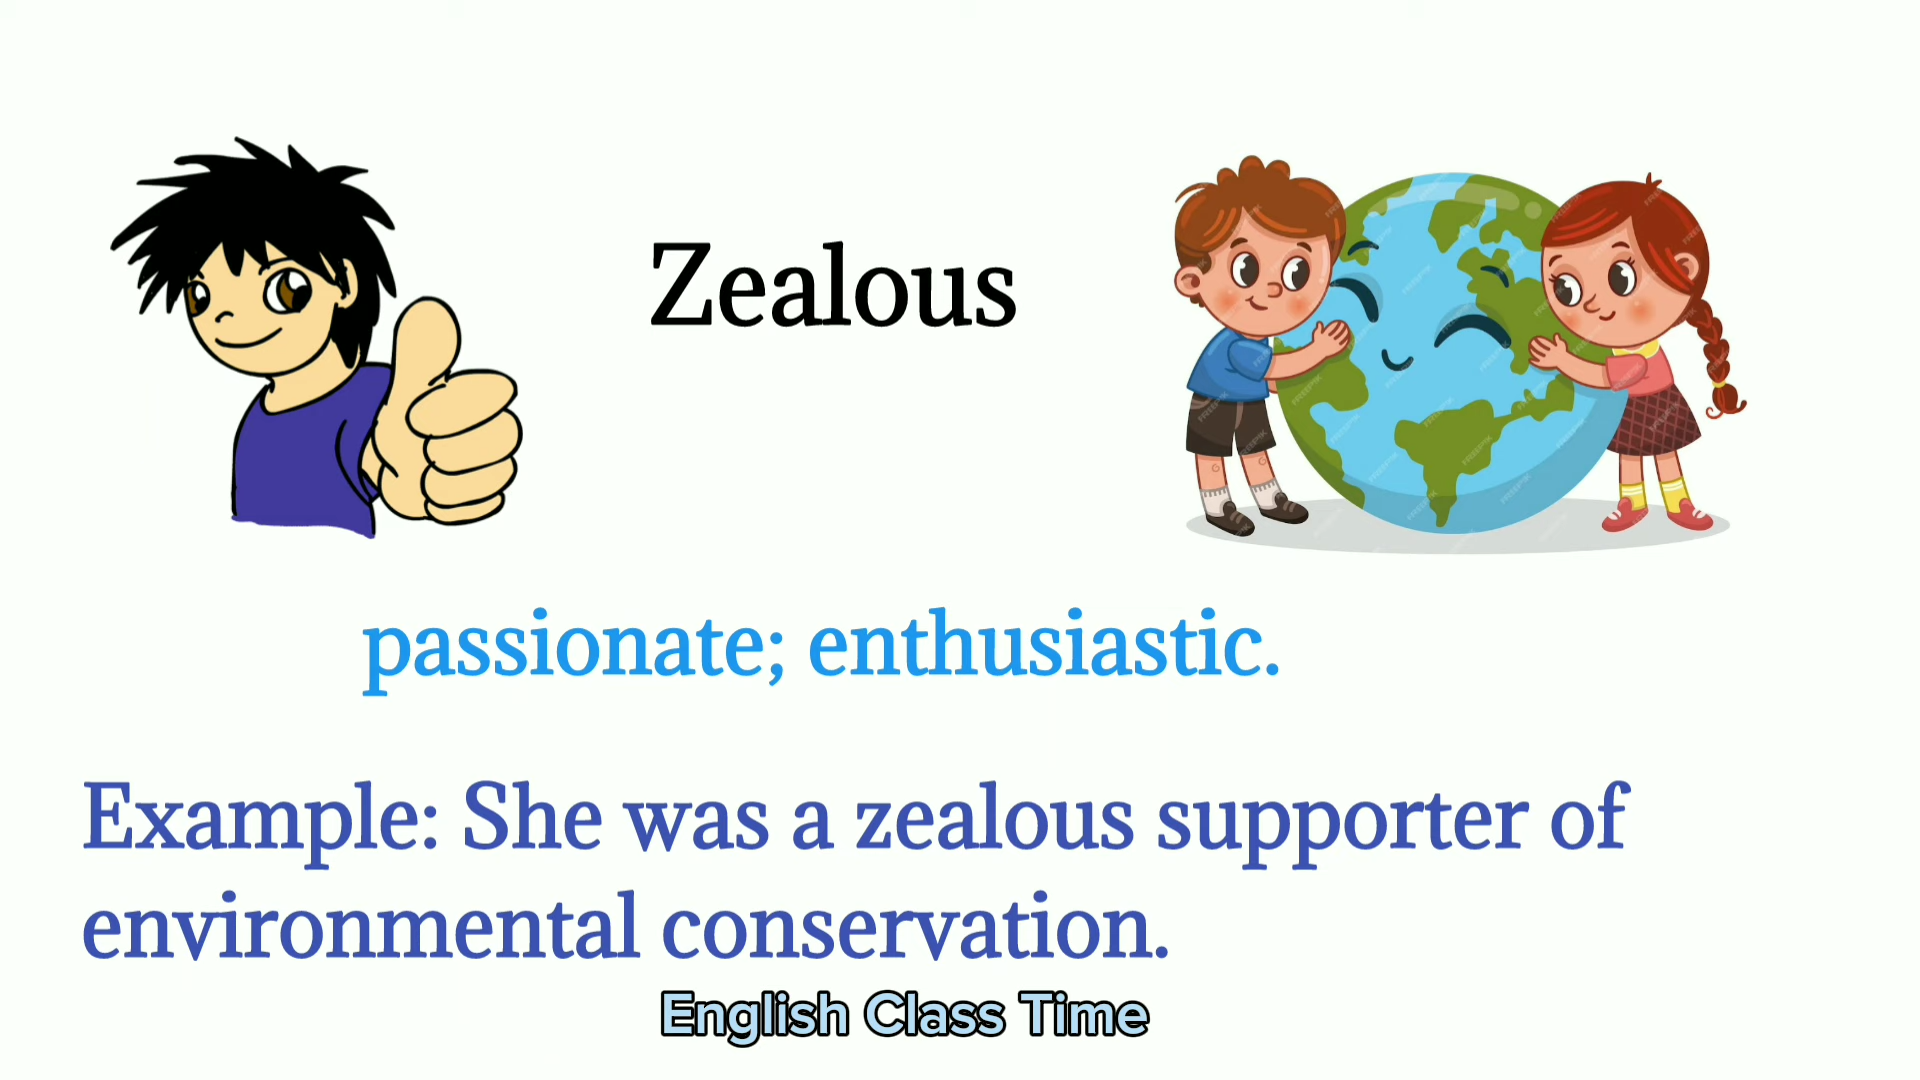 Zealous
passionate; enthusiastic.
Example: She was a zealous supporter of
environmental conservation.
English Class Time